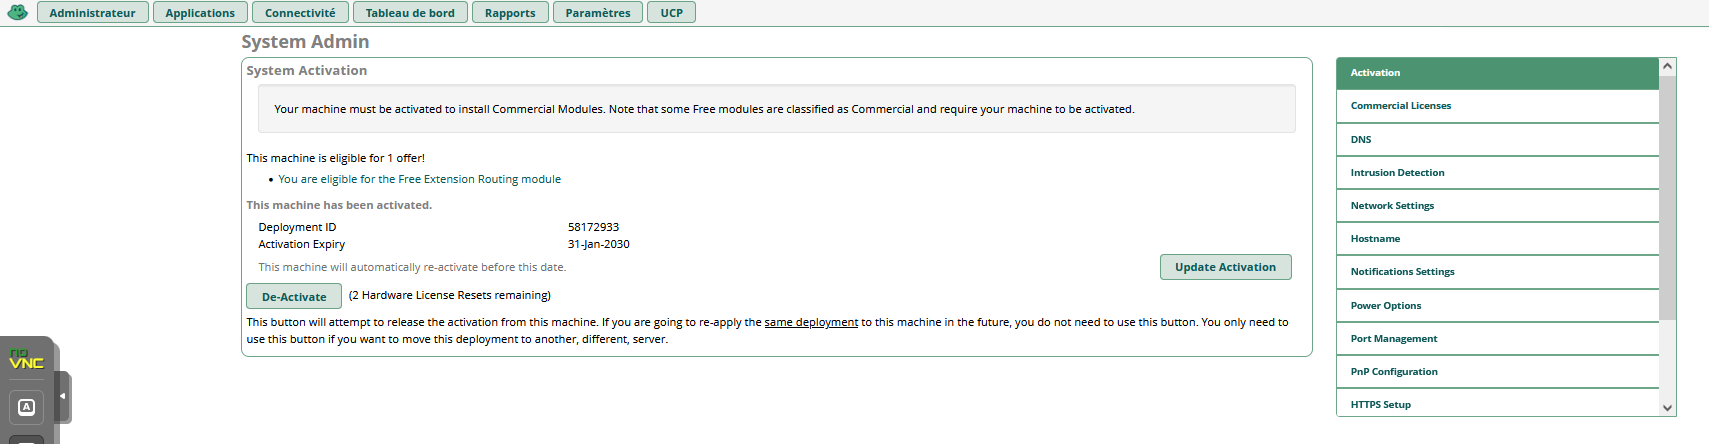 Administrateur Applications Connectivité Tableau de bord Rapports Paramètres UCP
System Admin
System Activation
Your machine must be activated to install Commercial Modules. Note that some Free modules are classified as Commercial and require your machine to be activated.
This machine is eligible for 1 offer!
• You are eligible for the Free Extension Routing module
This machine has been activated.
Deployment ID 58172933
Activation Expiry 31-Jan-2030
This machine will automatically re-activate before this date.
Update Activation
De-Activate (2 Hardware License Resets remaining)
This button will attempt to release the activation from this machine. If you are going to re-apply the same deployment to this machine in the future, you do not need to use this button. You only need to
use this button if you want to move this deployment to another, different, server.
Activation
Commercial Licenses
DNS
Intrusion Detection
Network Settings
Hostname
Notifications Settings
Power Options
Port Management
PnP Configuration
HTTPS Setup
no
VNC
A